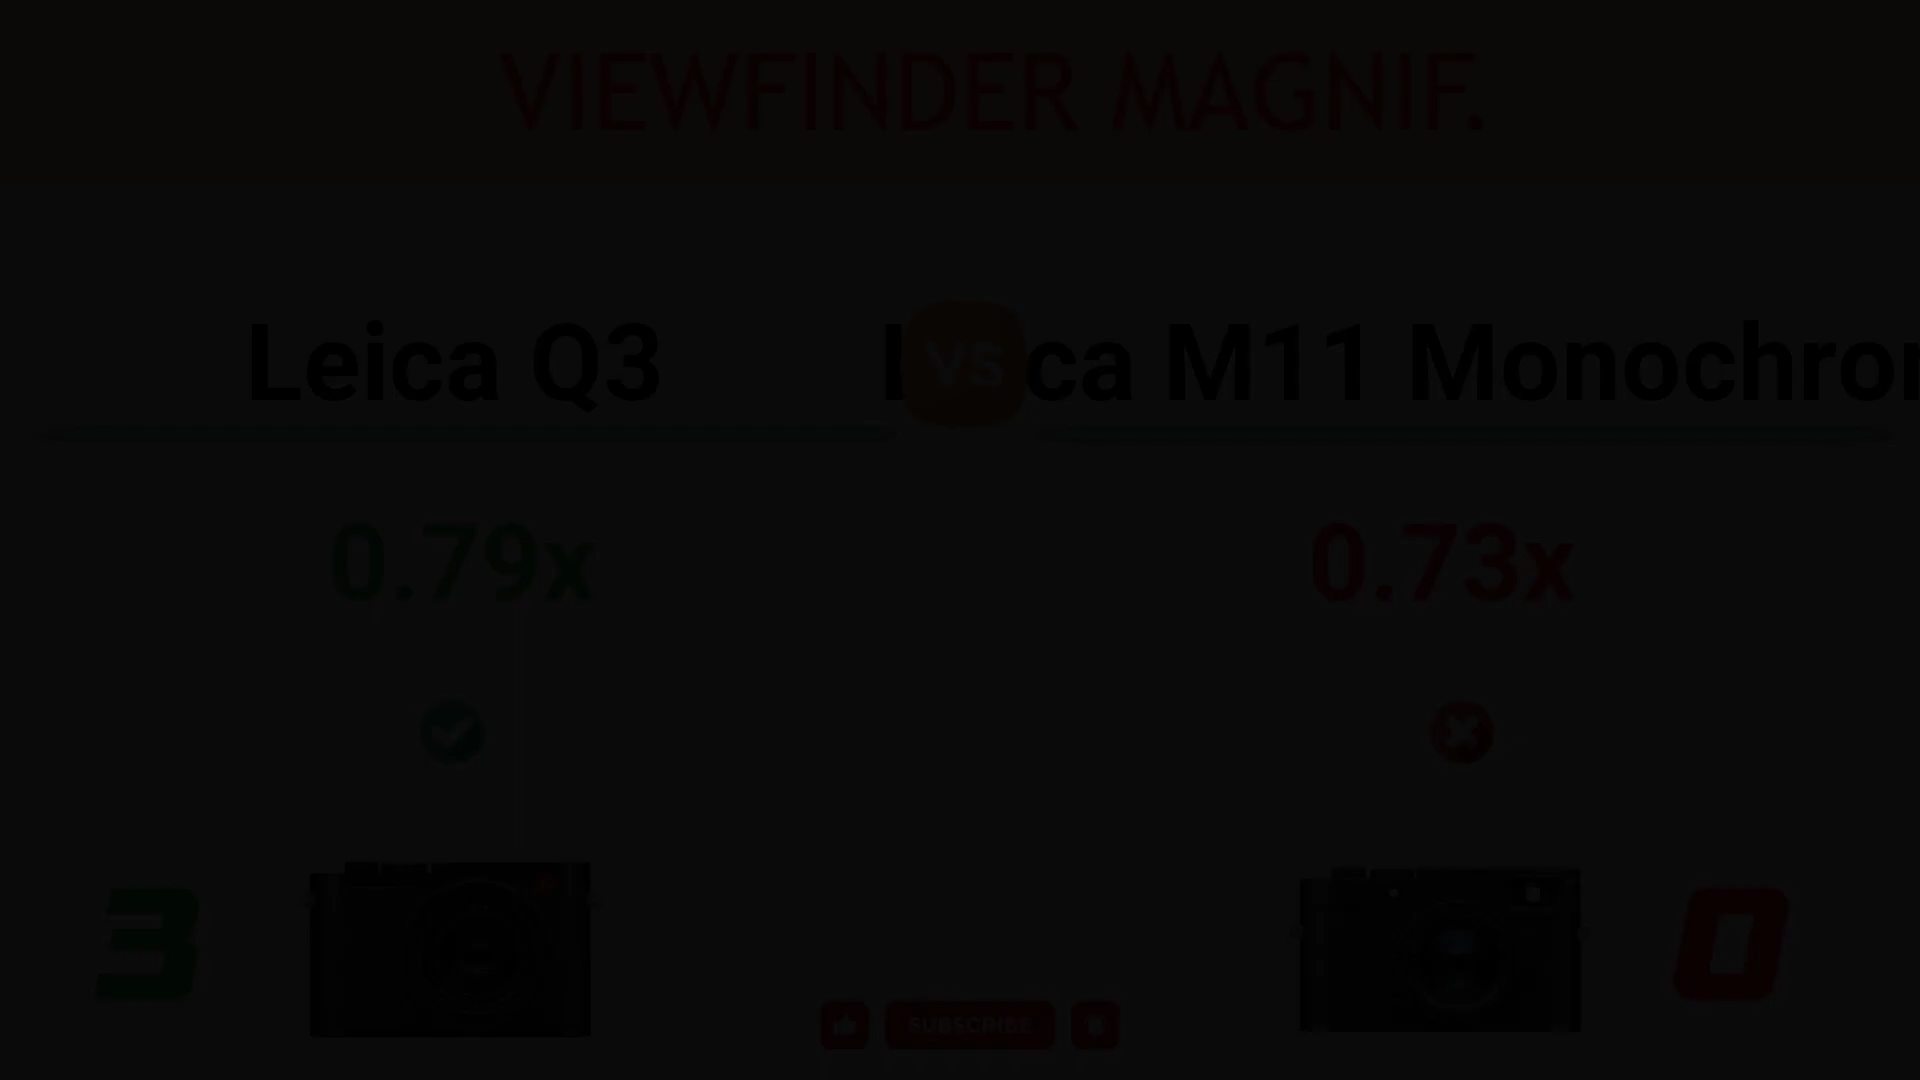 VIEWFINDER MAGNIF.
Leica Q3
VS
L ca M11 Monochro
0.79x
0.73x
3
0
SUBSCRIBE